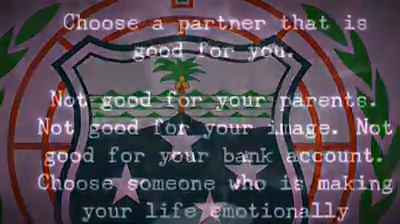 Choose a partner that is
good for you.
Not good for your parents.
Not good for your image. Not
good for your bank account.
Choose someone who is making
your life emotionally